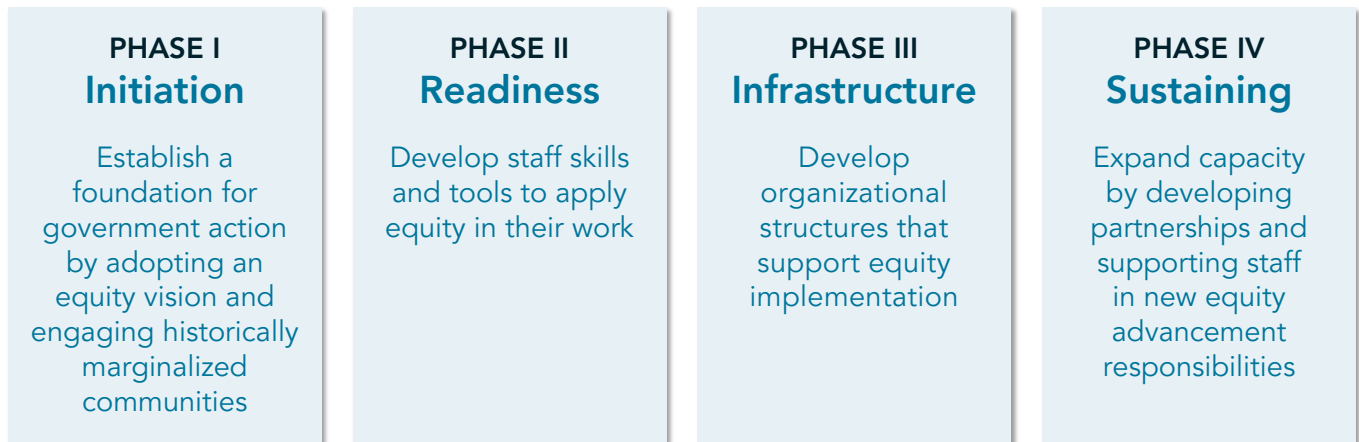 PHASE I
Initiation
Establish a
foundation for
government action
by adopting an
equity vision and
engaging historically
marginalized
communities
PHASE II
Readiness
Develop staff skills
and tools to apply
equity in their work
PHASE III
Infrastructure
Develop
organizational
structures that
support equity
implementation
PHASE IV
Sustaining
Expand capacity
by developing
partnerships and
supporting staff
in new equity
advancement
responsibilities